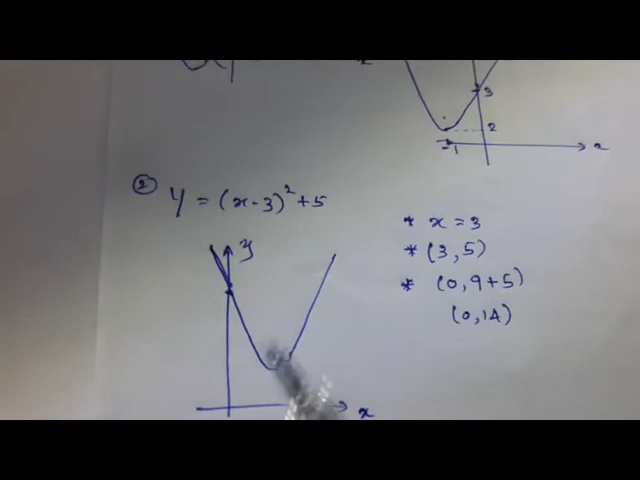 3
2
-1
x
② y = (x-3)² + 5
* x = 3
* (3, 5)
* (0, 9+5)
(0, 14)
y
x